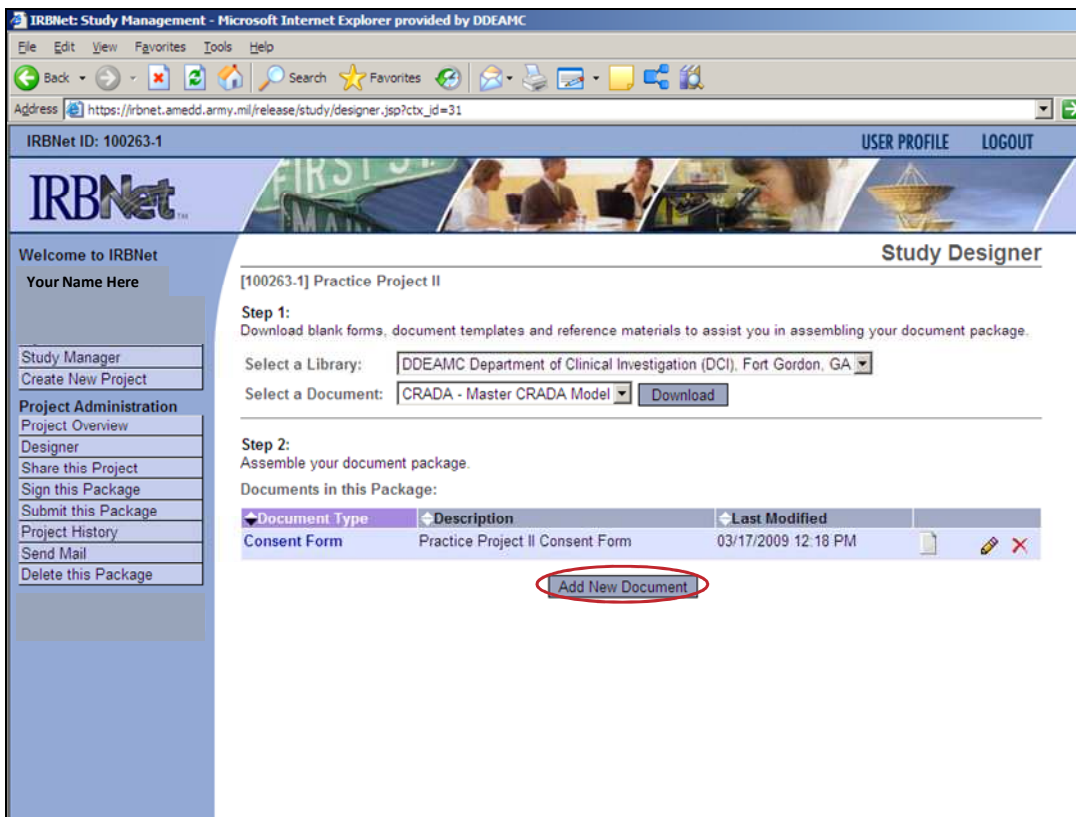 IRBNet: Study Management - Microsoft Internet Explorer provided by DDEAMC
File Edit View Favorites Tools Help
Back Search Favorites
Address https://irbnet.amedd.army.mil/release/study/designer.jsp?ctx_id=31
IRBNet ID: 100263-1 USER PROFILE LOGOUT
IRBNet
FIRST ST.
MAIN
Welcome to IRBNet
Your Name Here
Study Manager
Create New Project
Project Administration
Project Overview
Designer
Share this Project
Sign this Package
Submit this Package
Project History
Send Mail
Delete this Package
Study Designer
[100263-1] Practice Project II
Step 1:
Download blank forms, document templates and reference materials to assist you in assembling your document package.
Select a Library: DDEAMC Department of Clinical Investigation (DCI), Fort Gordon, GA
Select a Document: CRADA - Master CRADA Model Download
Step 2:
Assemble your document package.
Documents in this Package:
Document Type Description Last Modified
Consent Form Practice Project II Consent Form 03/17/2009 12:18 PM
Add New Document